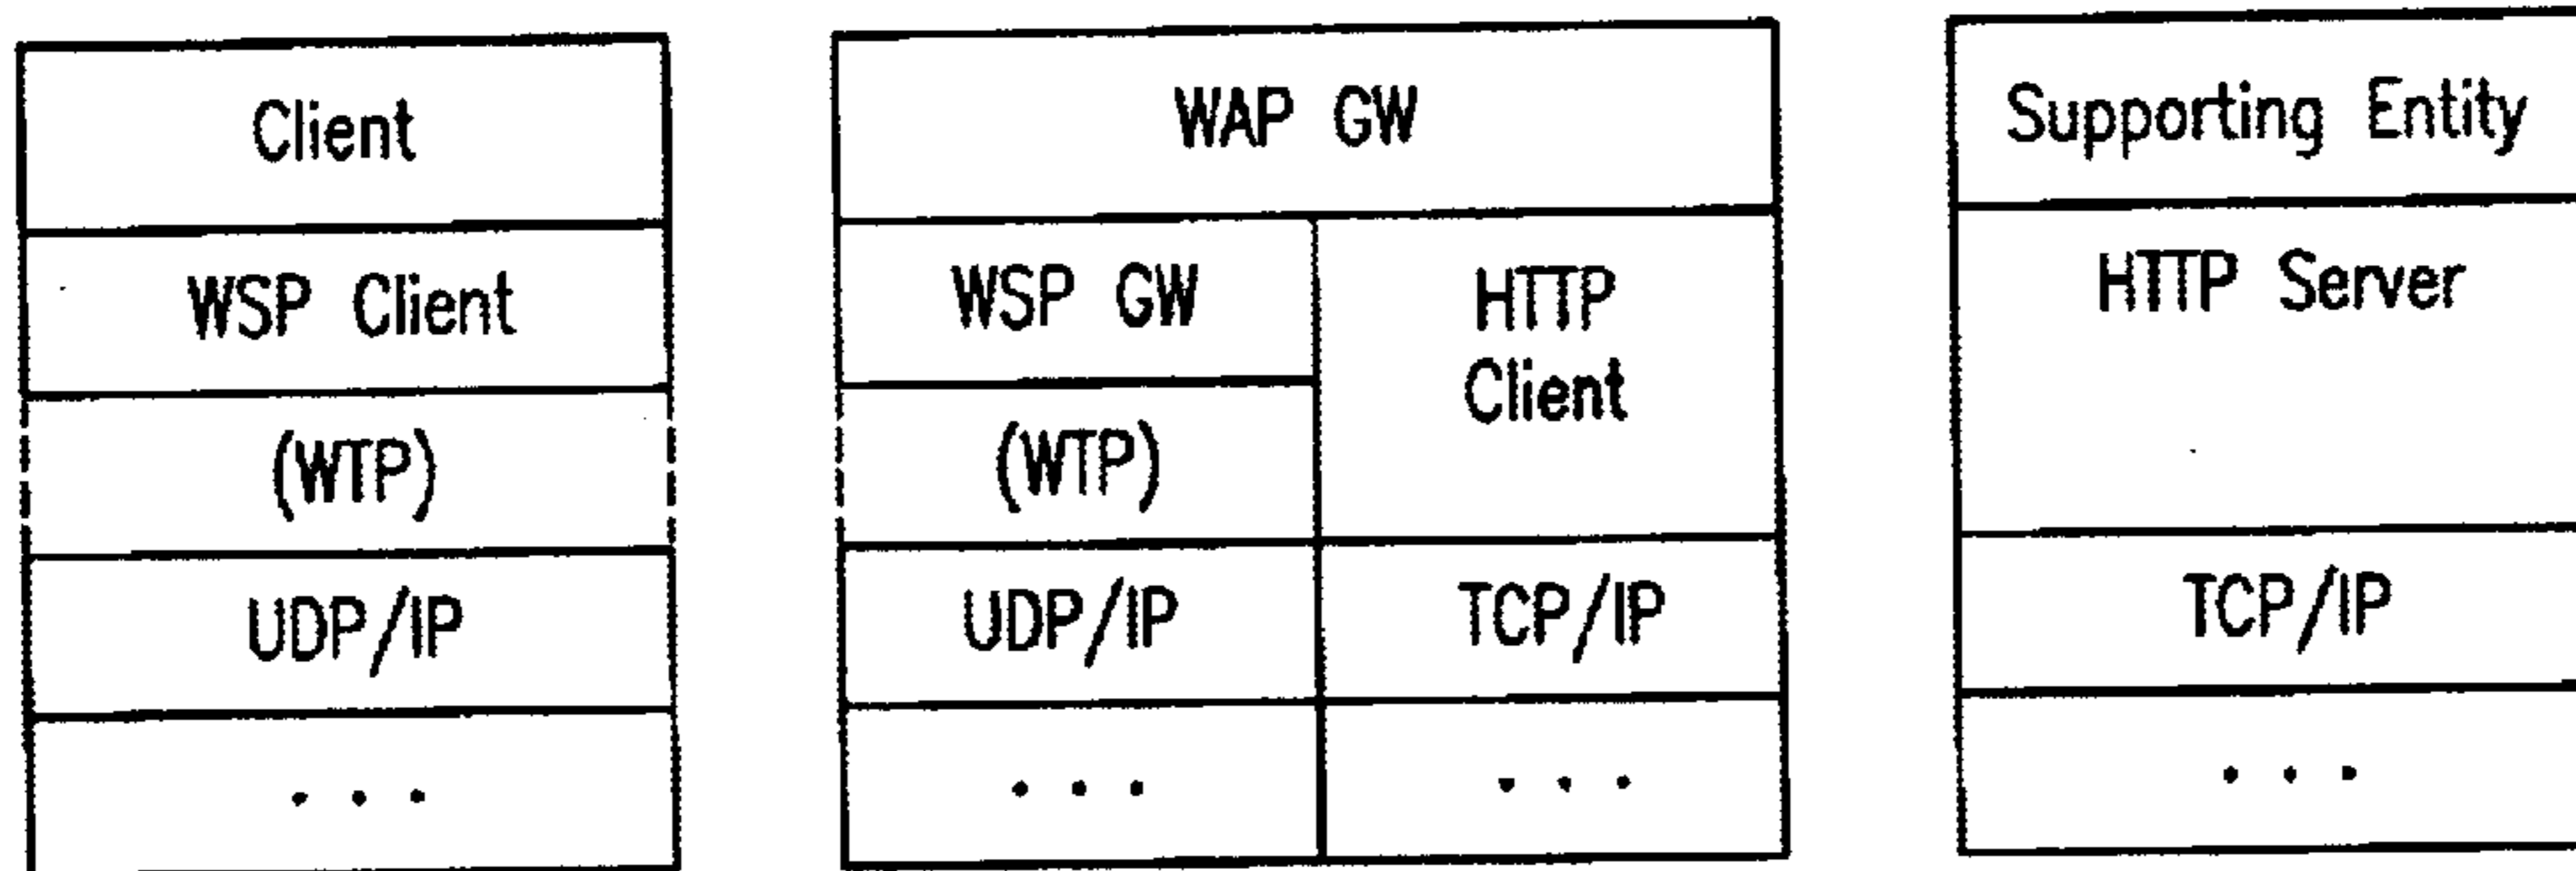 Client
WSP Client
(WTP)
UDP/IP
. . .
WAP GW
WSP GW
(WTP)
UDP/IP
. . .
HTTP
Client
TCP/IP
. . .
Supporting Entity
HTTP Server
TCP/IP
. . .